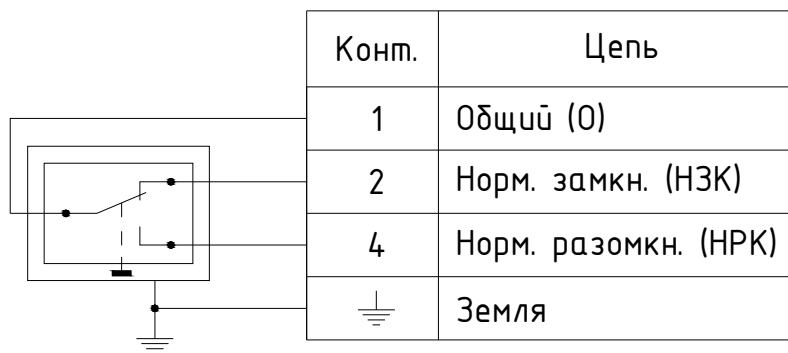 Конт. Цепь
1 Общий (О)
2 Норм. замкн. (НЗК)
4 Норм. разомкн. (НРК)
Земля